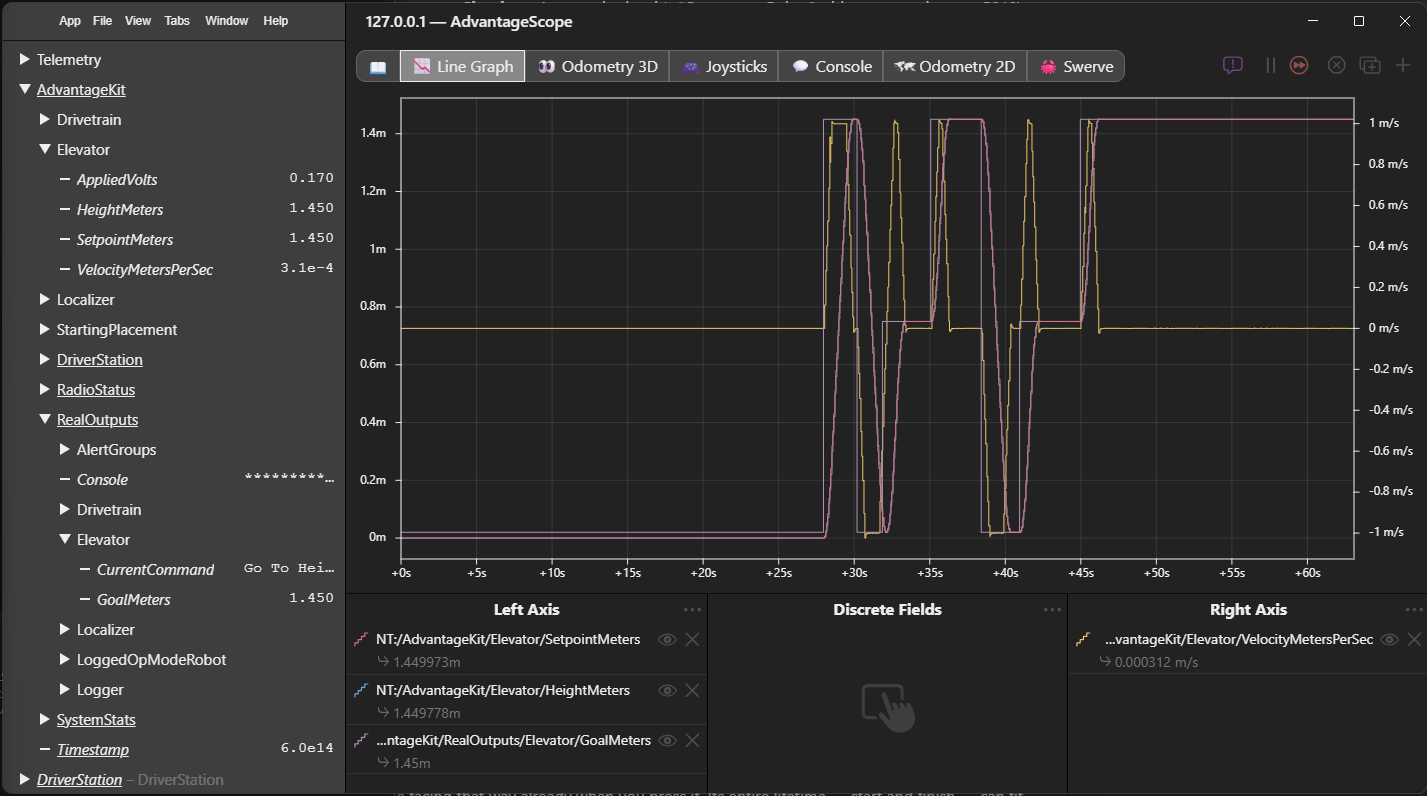 App File View Tabs Window Help
127.0.0.1 — AdvantageScope
Line Graph Odometry 3D Joysticks Console Odometry 2D Swerve
Telemetry
AdvantageKit
Drivetrain
Elevator
AppliedVolts 0.170
HeightMeters 1.450
SetpointMeters 1.450
VelocityMetersPerSec 3.1e-4
Localizer
StartingPlacement
DriverStation
RadioStatus
RealOutputs
AlertGroups
Console *********…
Drivetrain
Elevator
CurrentCommand Go To Hei…
GoalMeters 1.450
Localizer
LoggedOpModeRobot
Logger
SystemStats
Timestamp 6.0e14
DriverStation – DriverStation
1.4m
1.2m
1m
0.8m
0.6m
0.4m
0.2m
0m
1 m/s
0.8 m/s
0.6 m/s
0.4 m/s
0.2 m/s
0 m/s
-0.2 m/s
-0.4 m/s
-0.6 m/s
-0.8 m/s
-1 m/s
+0s +5s +10s +15s +20s +25s +30s +35s +40s +45s +50s +55s +60s
Left Axis
NT:/AdvantageKit/Elevator/SetpointMeters
1.449973m
NT:/AdvantageKit/Elevator/HeightMeters
1.449778m
...ntageKit/RealOutputs/Elevator/GoalMeters
1.45m
Discrete Fields
Right Axis
...vantageKit/Elevator/VelocityMetersPerSec
0.000312 m/s